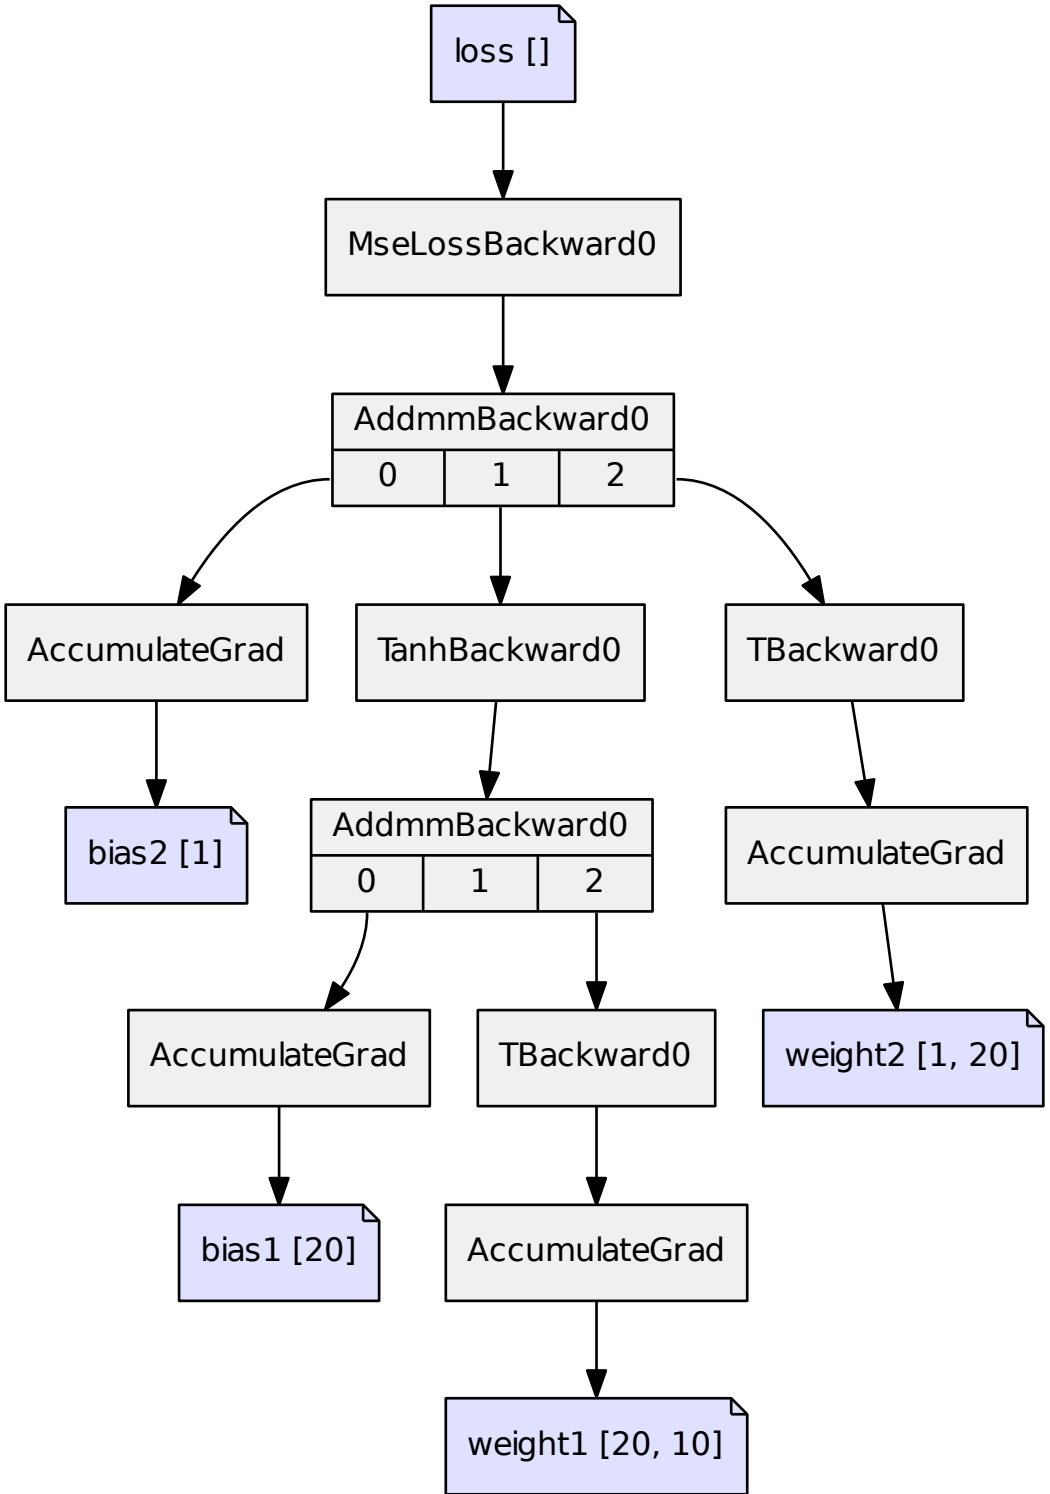 loss []
MseLossBackward0
AddmmBackward0
0 1 2
AccumulateGrad
TanhBackward0
TBackward0
bias2 [1]
AddmmBackward0
0 1 2
AccumulateGrad
AccumulateGrad
TBackward0
weight2 [1, 20]
bias1 [20]
AccumulateGrad
weight1 [20, 10]